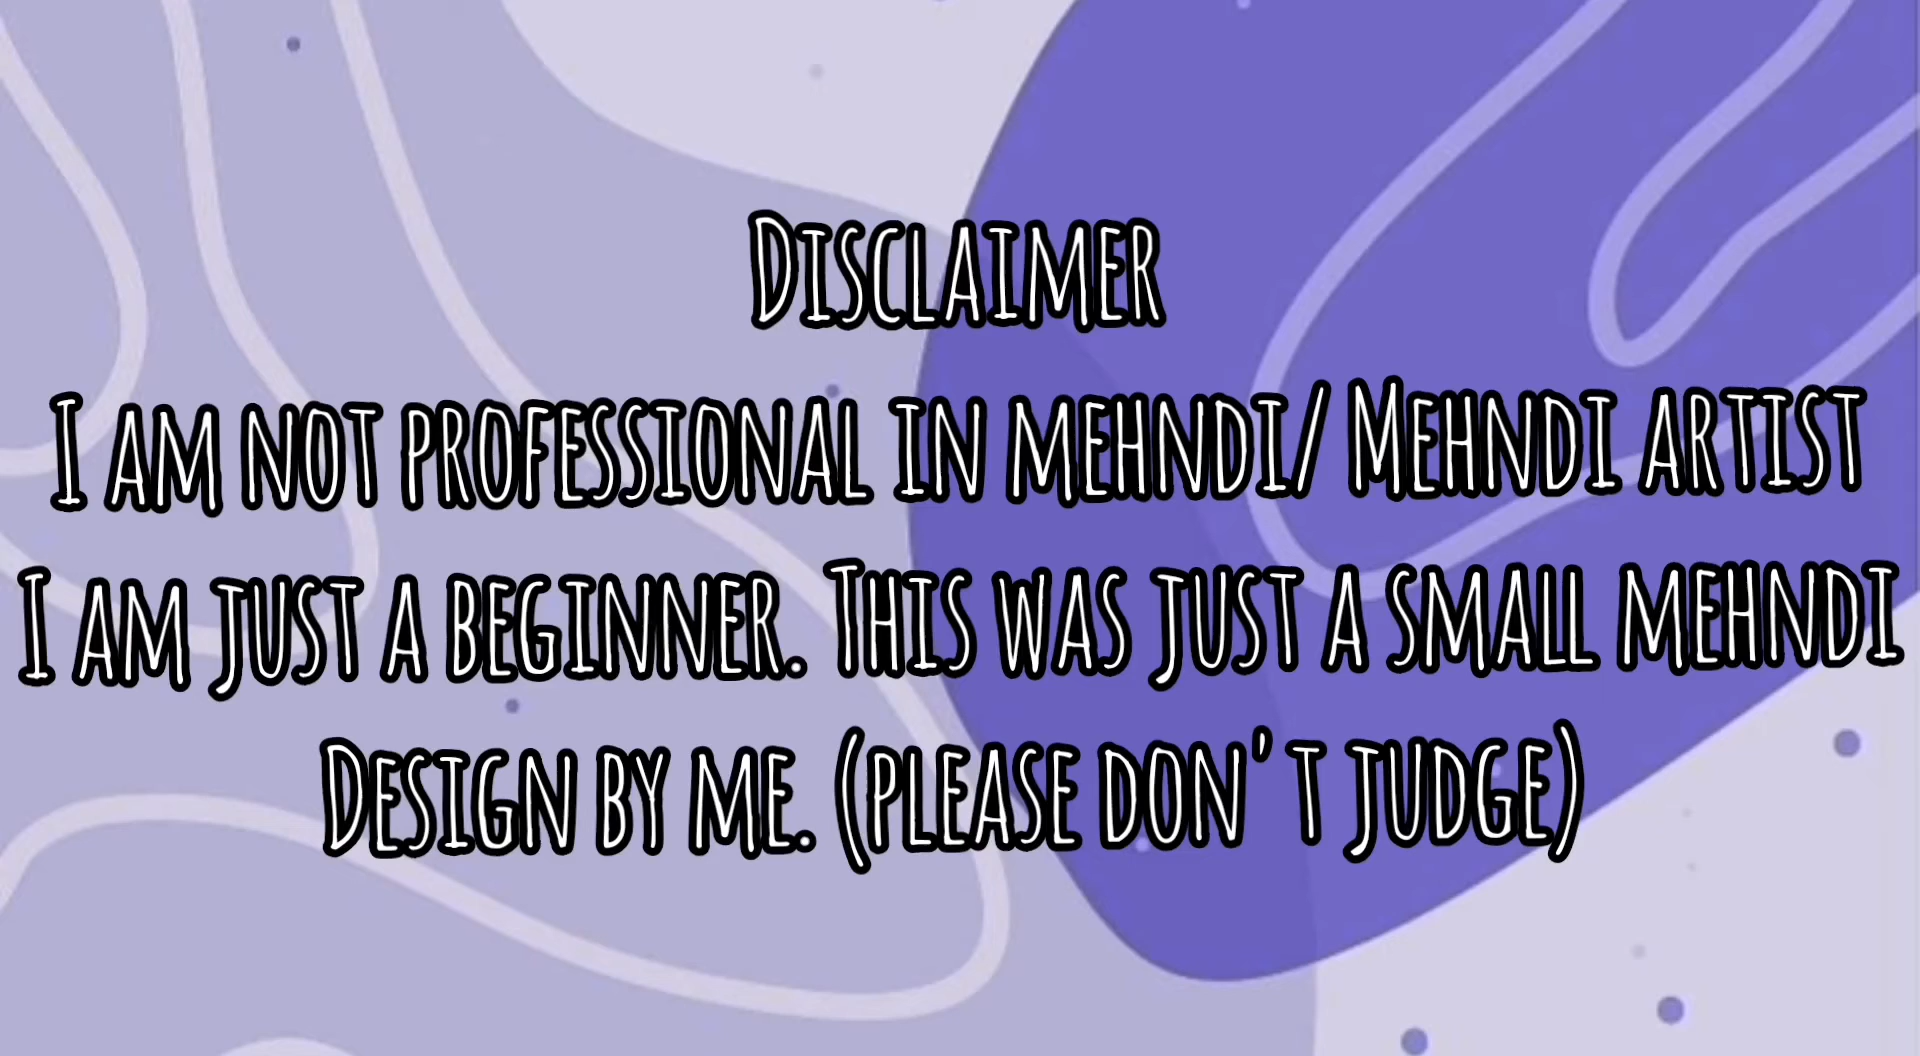 Disclaimer
I am not professional in mehndi/ Mehndi artist
I am just a beginner. This was just a small mehndi
Design by me. (please don't judge)